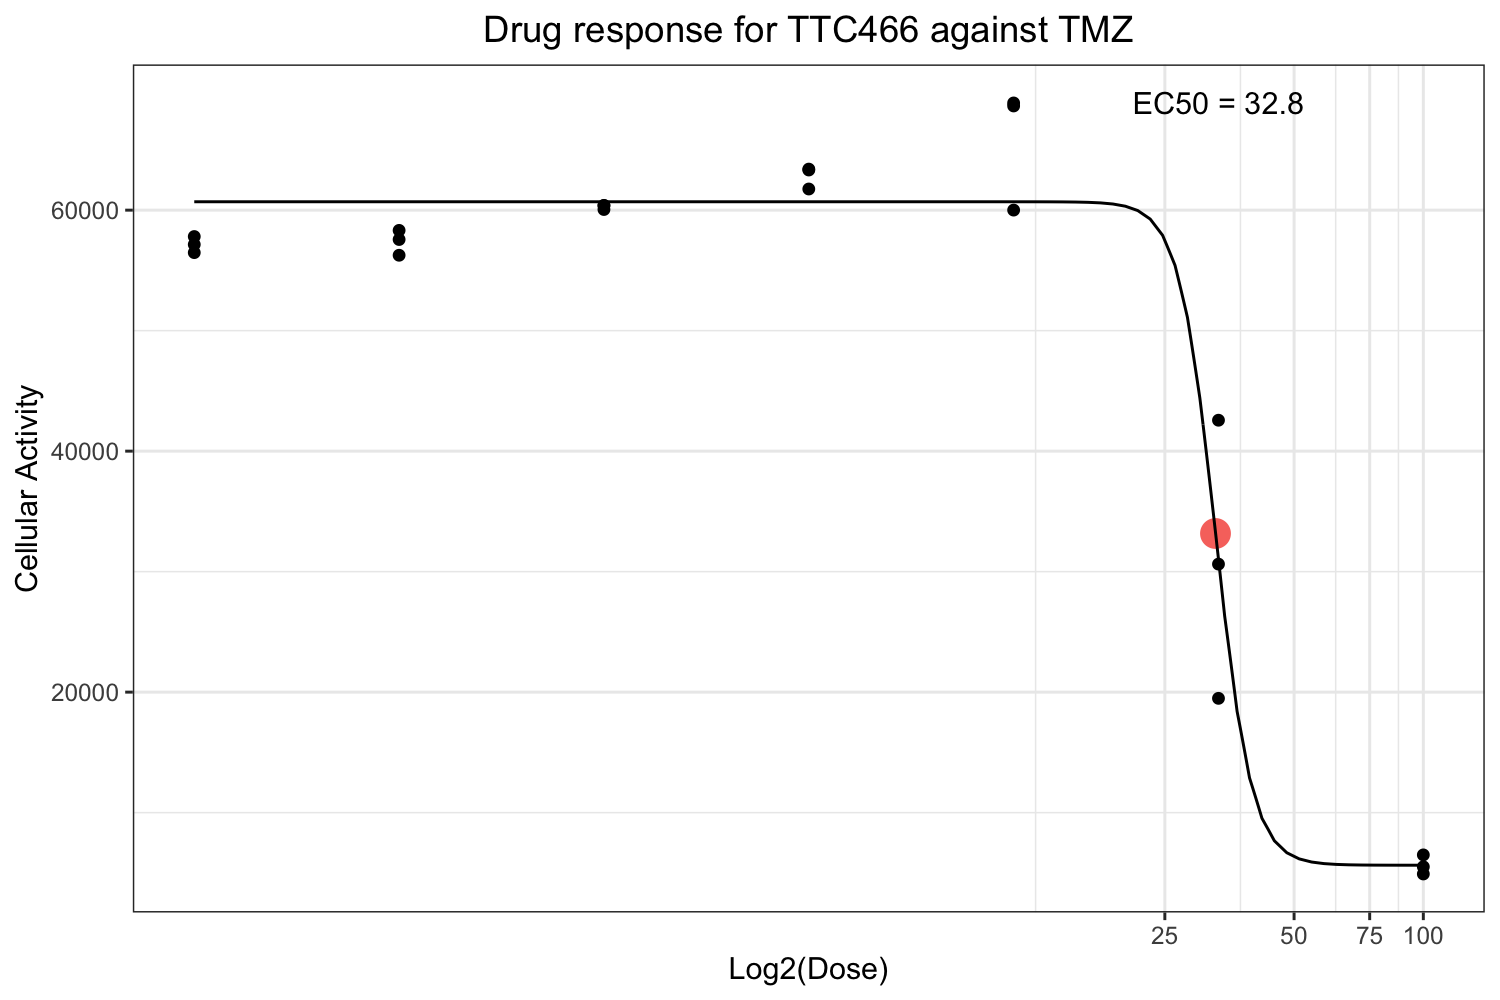 Drug response for TTC466 against TMZ
EC50 = 32.8
60000
40000
20000
Cellular Activity
25 50 75 100
Log2(Dose)